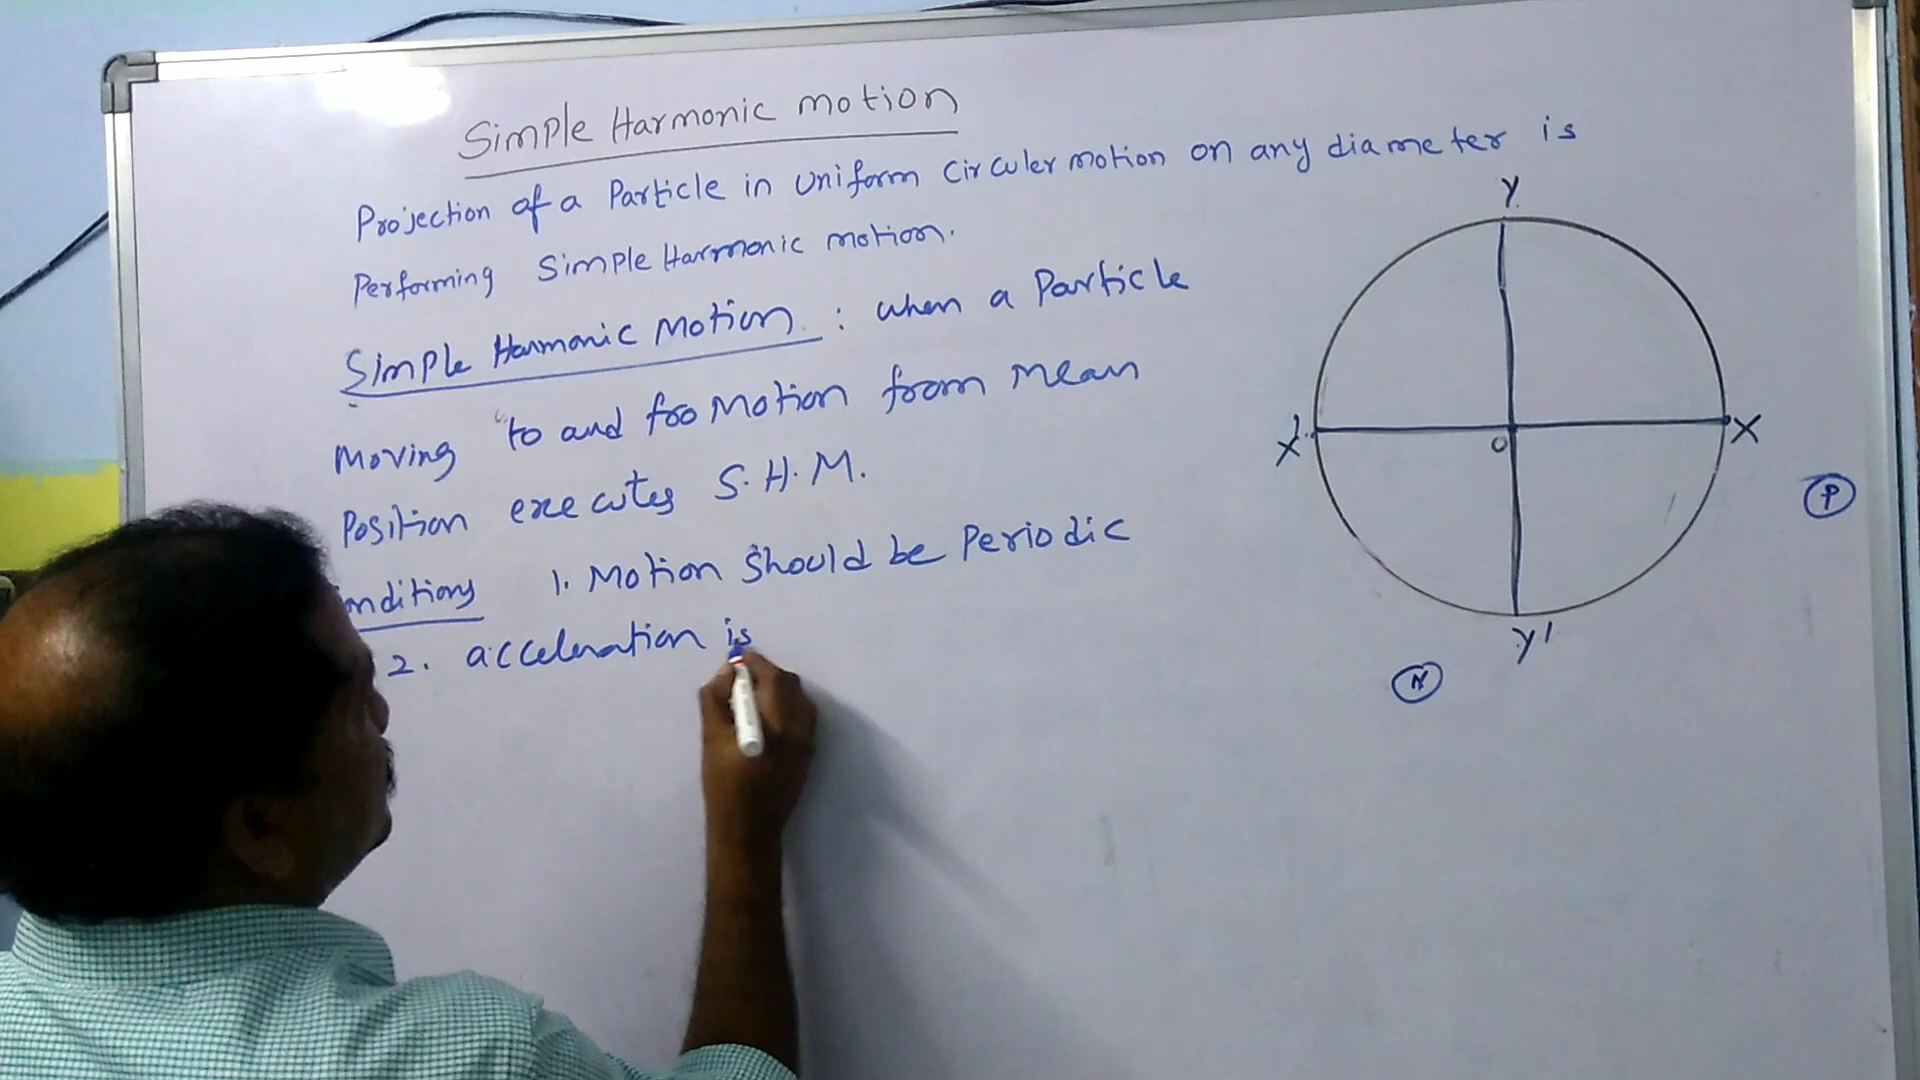 Simple Harmonic motion
Projection of a Particle in uniform Circuler motion on any diameter is
Performing Simple Harmonic motion.
Simple Harmonic Motion : when a Particle
Moving to and fro Motion from mean
Position executes S.H.M.
nditions 1. Motion Should be Periodic
2. acceleration is
Y
X' O X
P
Y'
N